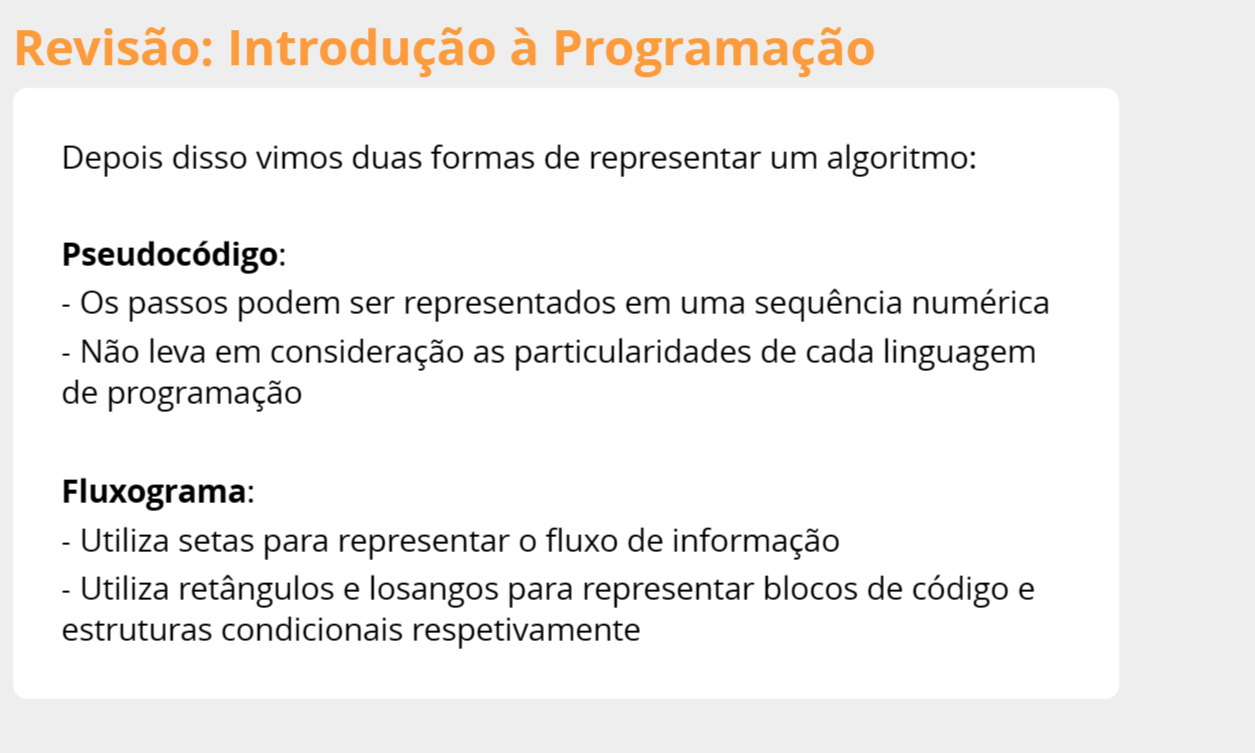 Revisão: Introdução à Programação
Depois disso vimos duas formas de representar um algoritmo:
Pseudocódigo:
- Os passos podem ser representados em uma sequência numérica
- Não leva em consideração as particularidades de cada linguagem
de programação
Fluxograma:
- Utiliza setas para representar o fluxo de informação
- Utiliza retângulos e losangos para representar blocos de código e
estruturas condicionais respetivamente